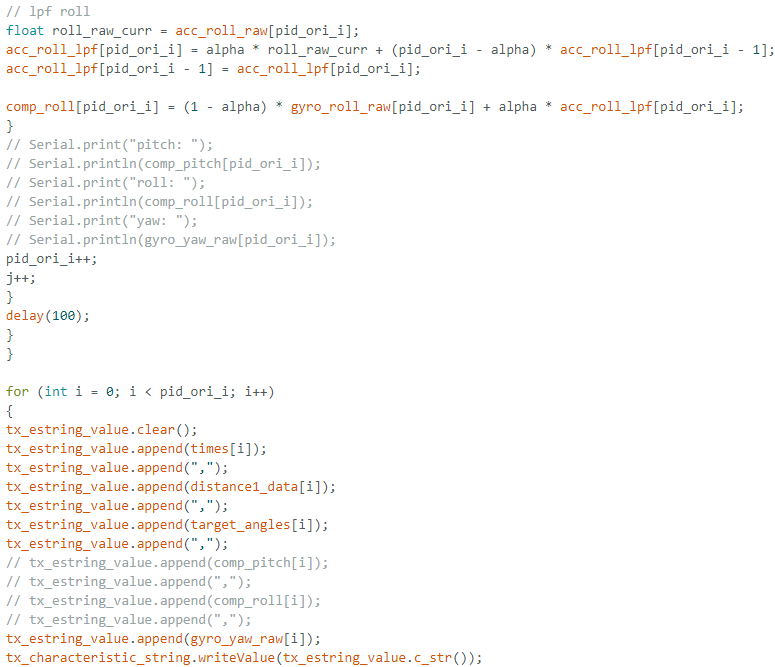 // lpf roll
float roll_raw_curr = acc_roll_raw[pid_ori_i];
acc_roll_lpf[pid_ori_i] = alpha * roll_raw_curr + (pid_ori_i - alpha) * acc_roll_lpf[pid_ori_i - 1];
acc_roll_lpf[pid_ori_i - 1] = acc_roll_lpf[pid_ori_i];

comp_roll[pid_ori_i] = (1 - alpha) * gyro_roll_raw[pid_ori_i] + alpha * acc_roll_lpf[pid_ori_i];
}
// Serial.print("pitch: ");
// Serial.println(comp_pitch[pid_ori_i]);
// Serial.print("roll: ");
// Serial.println(comp_roll[pid_ori_i]);
// Serial.print("yaw: ");
// Serial.println(gyro_yaw_raw[pid_ori_i]);
pid_ori_i++;
j++;
}
delay(100);
}
}

for (int i = 0; i < pid_ori_i; i++)
{
tx_estring_value.clear();
tx_estring_value.append(times[i]);
tx_estring_value.append(",");
tx_estring_value.append(distance1_data[i]);
tx_estring_value.append(",");
tx_estring_value.append(target_angles[i]);
tx_estring_value.append(",");
// tx_estring_value.append(comp_pitch[i]);
// tx_estring_value.append(",");
// tx_estring_value.append(comp_roll[i]);
// tx_estring_value.append(",");
tx_estring_value.append(gyro_yaw_raw[i]);
tx_characteristic_string.writeValue(tx_estring_value.c_str());